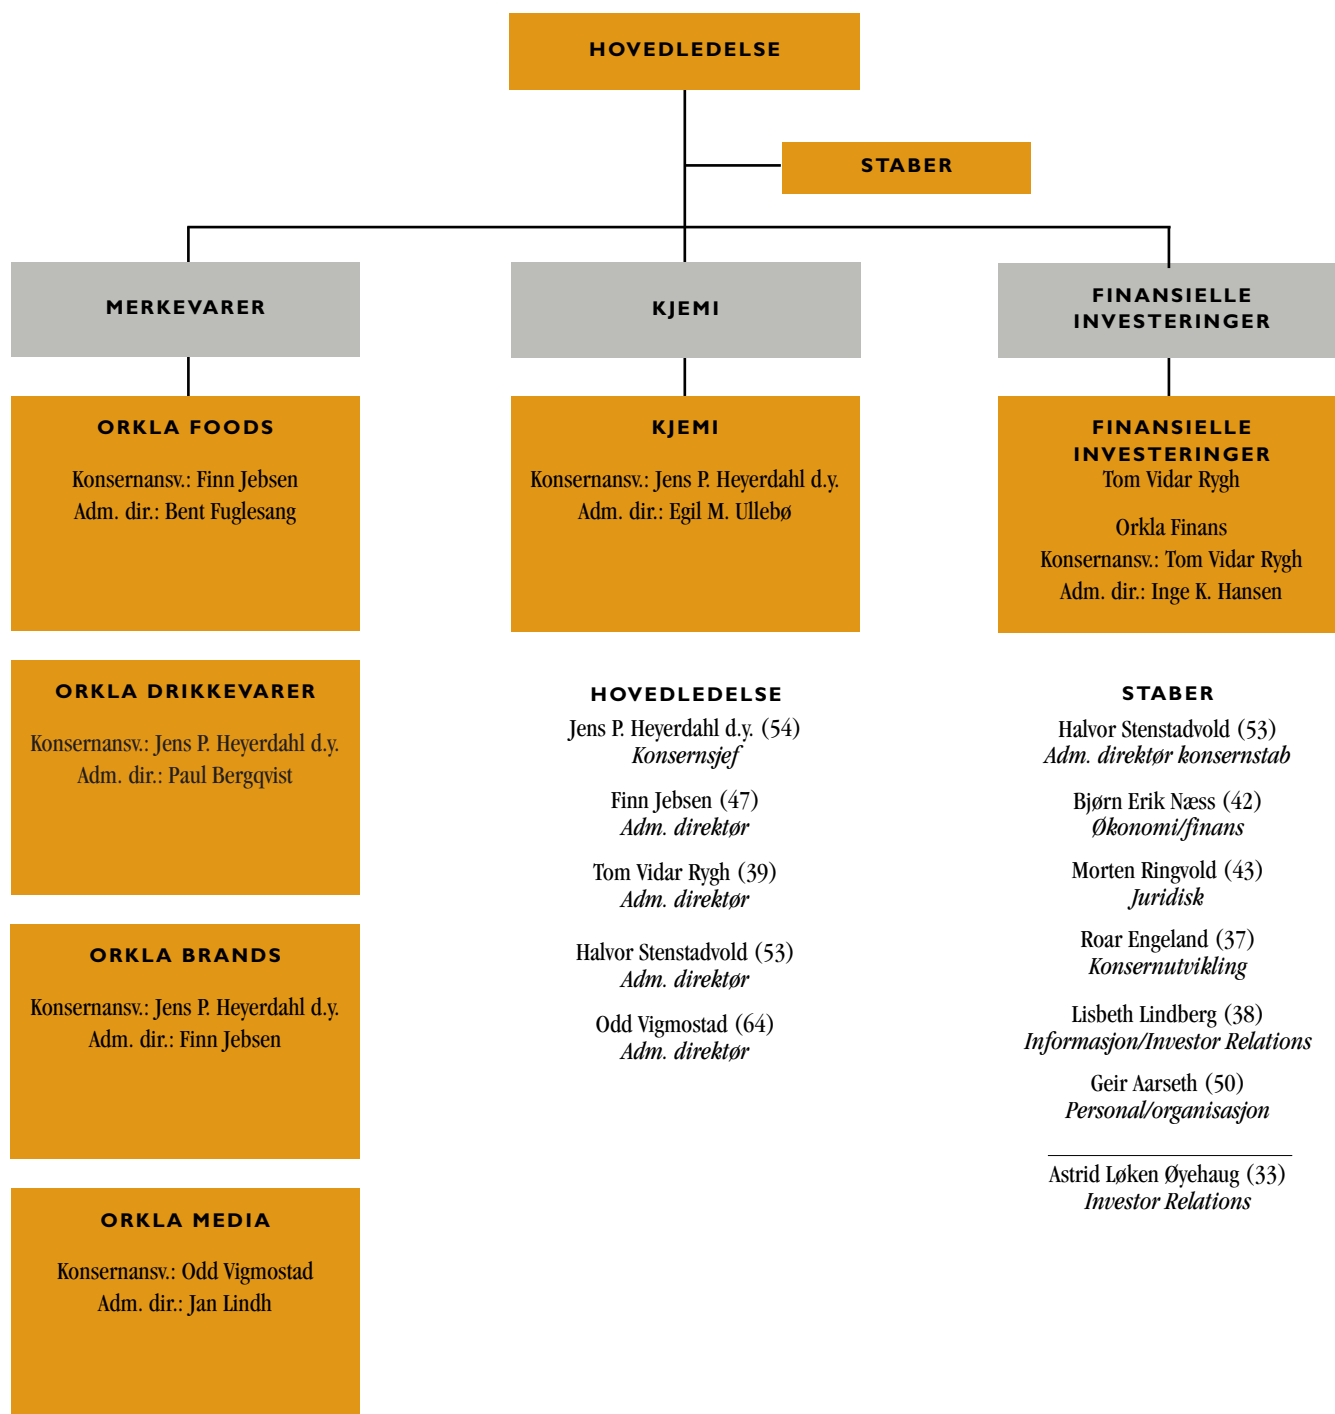 HOVEDLEDELSE
STABER
MERKEVARER
KJEMI
FINANSIELLE
INVESTERINGER
ORKLA FOODS
Konsernansv.: Finn Jebsen
Adm. dir.: Bent Fuglesang
KJEMI
Konsernansv.: Jens P. Heyerdahl d.y.
Adm. dir.: Egil M. Ullebø
FINANSIELLE
INVESTERINGER
Tom Vidar Rygh
Orkla Finans
Konsernansv.: Tom Vidar Rygh
Adm. dir.: Inge K. Hansen
ORKLA DRIKKEVARER
Konsernansv.: Jens P. Heyerdahl d.y.
Adm. dir.: Paul Bergqvist
ORKLA BRANDS
Konsernansv.: Jens P. Heyerdahl d.y.
Adm. dir.: Finn Jebsen
ORKLA MEDIA
Konsernansv.: Odd Vigmostad
Adm. dir.: Jan Lindh
HOVEDLEDELSE
Jens P. Heyerdahl d.y. (54)
Konsernsjef
Finn Jebsen (47)
Adm. direktør
Tom Vidar Rygh (39)
Adm. direktør
Halvor Stenstadvold (53)
Adm. direktør
Odd Vigmostad (64)
Adm. direktør
STABER
Halvor Stenstadvold (53)
Adm. direktør konsernstab
Bjørn Erik Næss (42)
Økonomi/finans
Morten Ringvold (43)
Juridisk
Roar Engeland (37)
Konsernutvikling
Lisbeth Lindberg (38)
Informasjon/Investor Relations
Geir Aarseth (50)
Personal/organisasjon
Astrid Løken Øyehaug (33)
Investor Relations